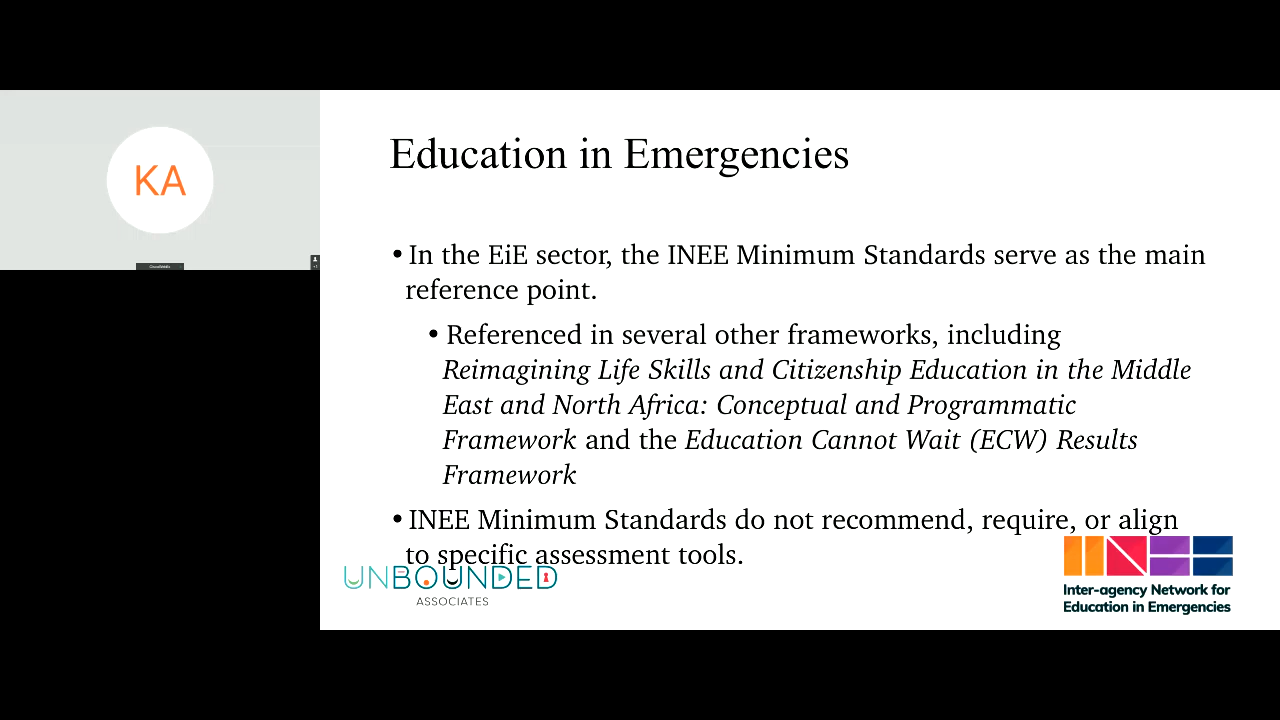 KA
Education in Emergencies
• In the EiE sector, the INEE Minimum Standards serve as the main
reference point.
• Referenced in several other frameworks, including
Reimagining Life Skills and Citizenship Education in the Middle
East and North Africa: Conceptual and Programmatic
Framework and the Education Cannot Wait (ECW) Results
Framework
• INEE Minimum Standards do not recommend, require, or align
to specific assessment tools.
UNBOUNDED
ASSOCIATES
INEE
Inter-agency Network for
Education in Emergencies